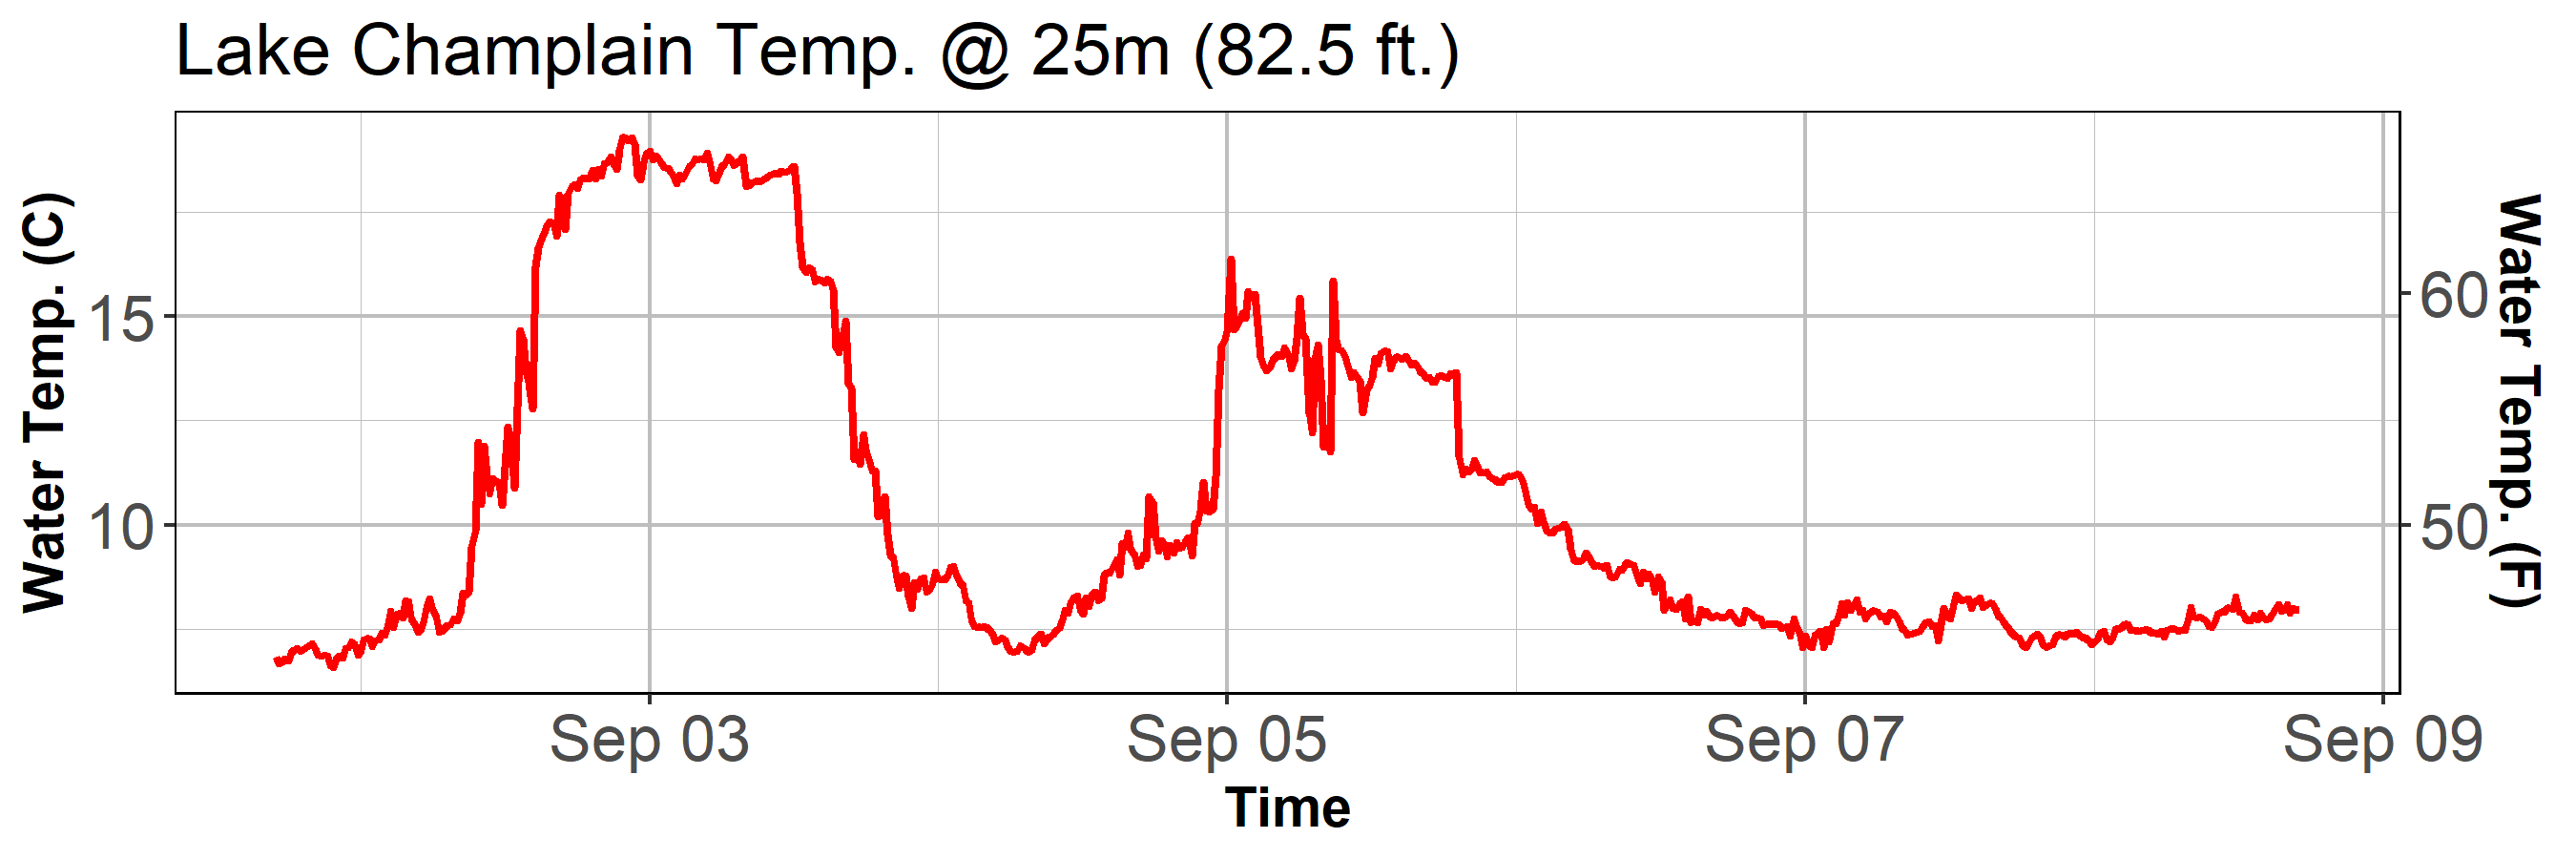 Lake Champlain Temp. @ 25m (82.5 ft.)
Water Temp. (C)
15
10
60
50
Water Temp. (F)
Sep 03
Sep 05
Sep 07
Sep 09
Time